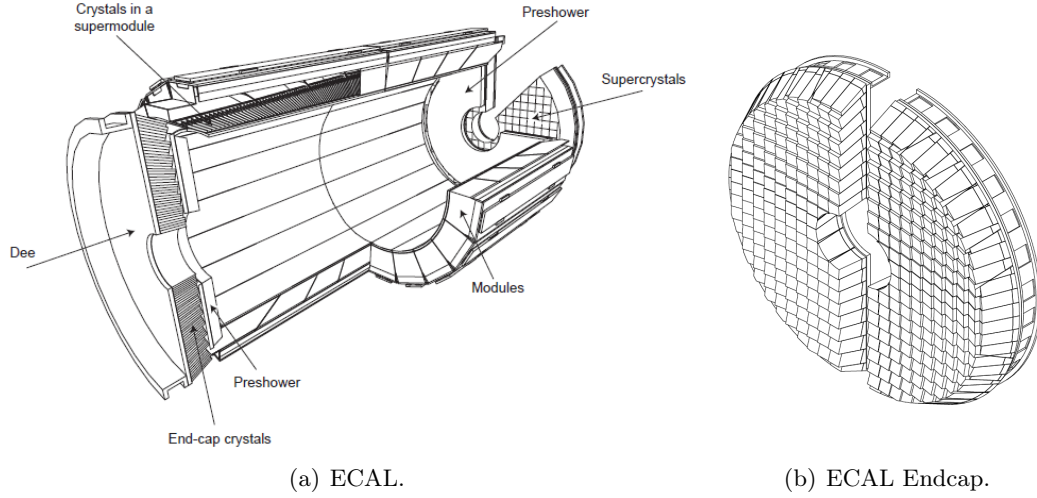 Crystals in a
supermodule
Preshower
Supercrystals
Dee
Modules
Preshower
End-cap crystals
(a) ECAL.
(b) ECAL Endcap.